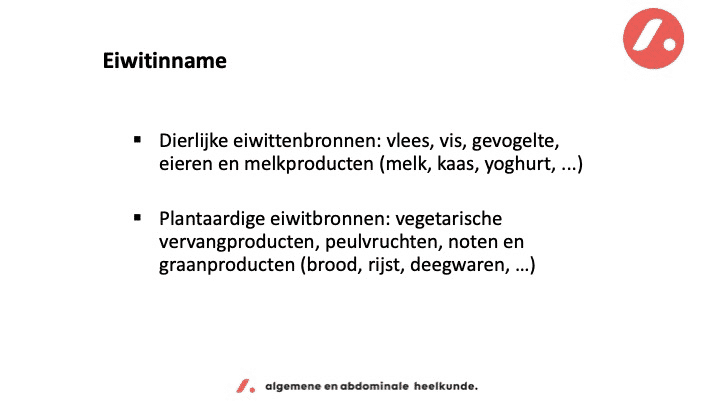 Eiwitinname
▪ Dierlijke eiwittenbronnen: vlees, vis, gevogelte,
eieren en melkproducten (melk, kaas, yoghurt, ...)
▪ Plantaardige eiwitbronnen: vegetarische
vervangproducten, peulvruchten, noten en
graanproducten (brood, rijst, deegwaren, …)
algemene en abdominale heelkunde.